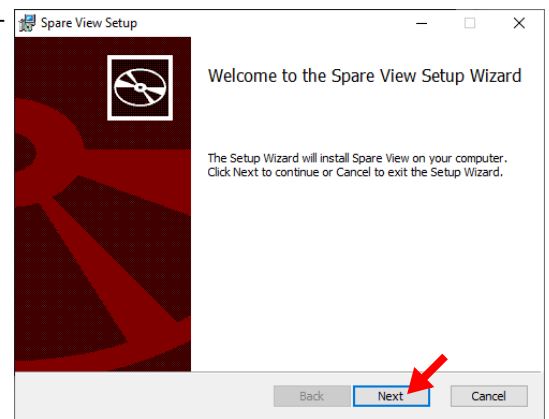 Spare View Setup
Welcome to the Spare View Setup Wizard
The Setup Wizard will install Spare View on your computer.
Click Next to continue or Cancel to exit the Setup Wizard.
Back Next Cancel